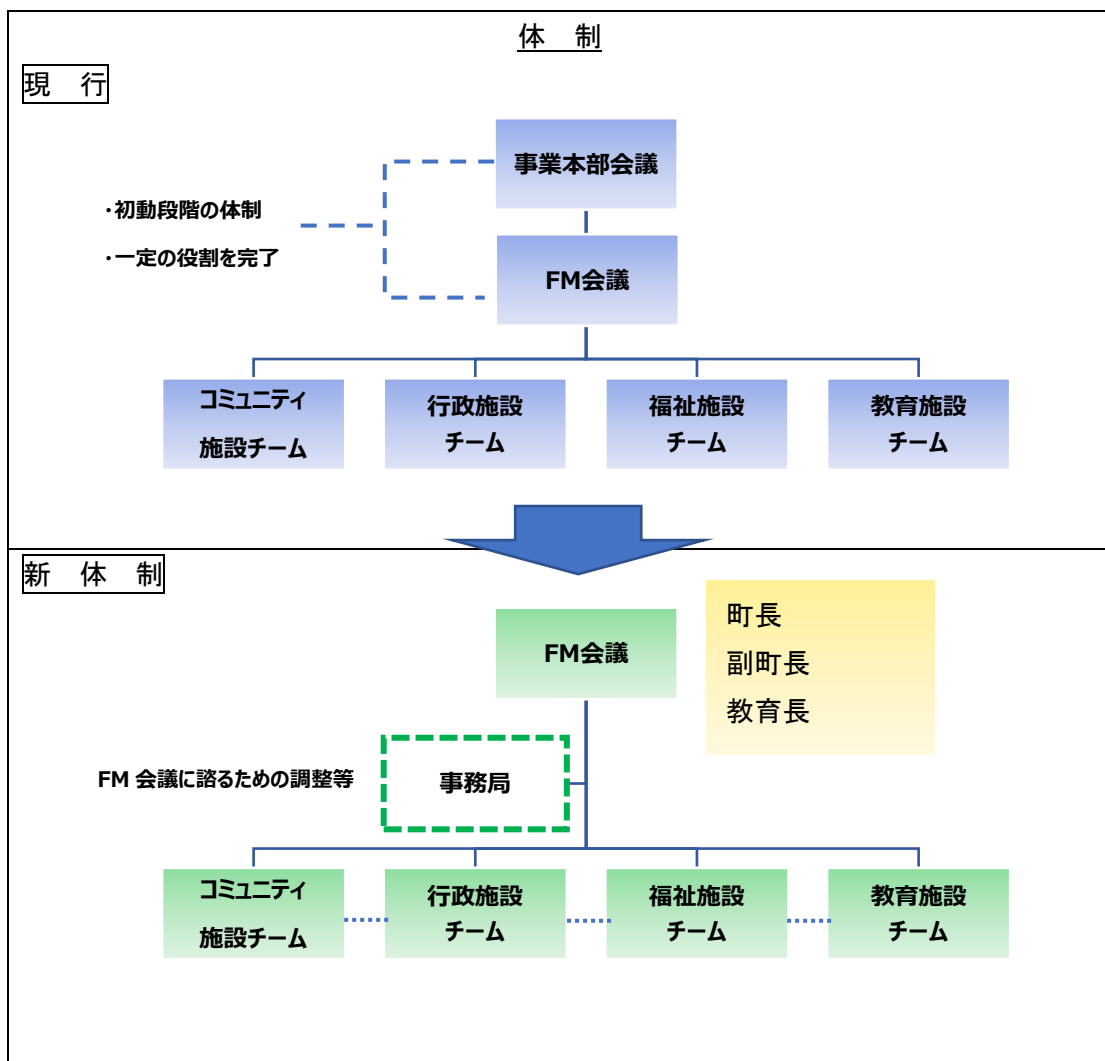 体　制
現　行
事業本部会議
・初動段階の体制
・一定の役割を完了
FM会議
コミュニティ
施設チーム
行政施設
チーム
福祉施設
チーム
教育施設
チーム
新　体　制
FM会議
町長
副町長
教育長
FM 会議に諮るための調整等
事務局
コミュニティ
施設チーム
行政施設
チーム
福祉施設
チーム
教育施設
チーム